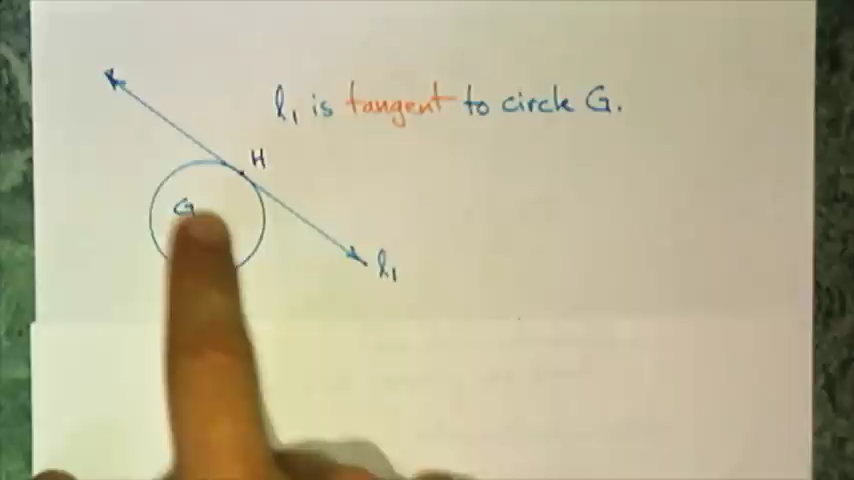 l₁ is tangent to circle G.
H
G
l₁